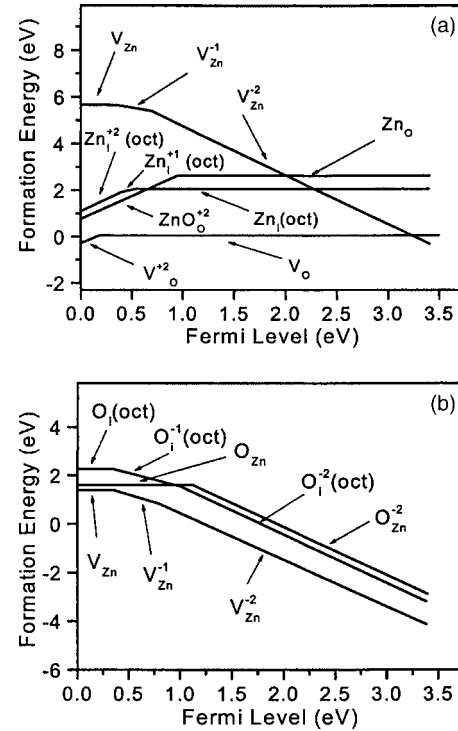 (a)
V_Zn
V_Zn^-1
V_Zn^-2
Zn_I^+2 (oct)
Zn_I^+1 (oct)
Zn_O
ZnO_O^+2
Zn_I(oct)
V_O^+2
V_O
Formation Energy (eV)
8
6
4
2
0
-2
0.0 0.5 1.0 1.5 2.0 2.5 3.0 3.5
Fermi Level (eV)
(b)
O_I(oct)
O_i^-1(oct)
O_Zn
O_i^-2(oct)
O_Zn^-2
V_Zn
V_Zn^-1
V_Zn^-2
Formation Energy (eV)
4
2
0
-2
-4
-6
0.0 0.5 1.0 1.5 2.0 2.5 3.0 3.5
Fermi Level (eV)